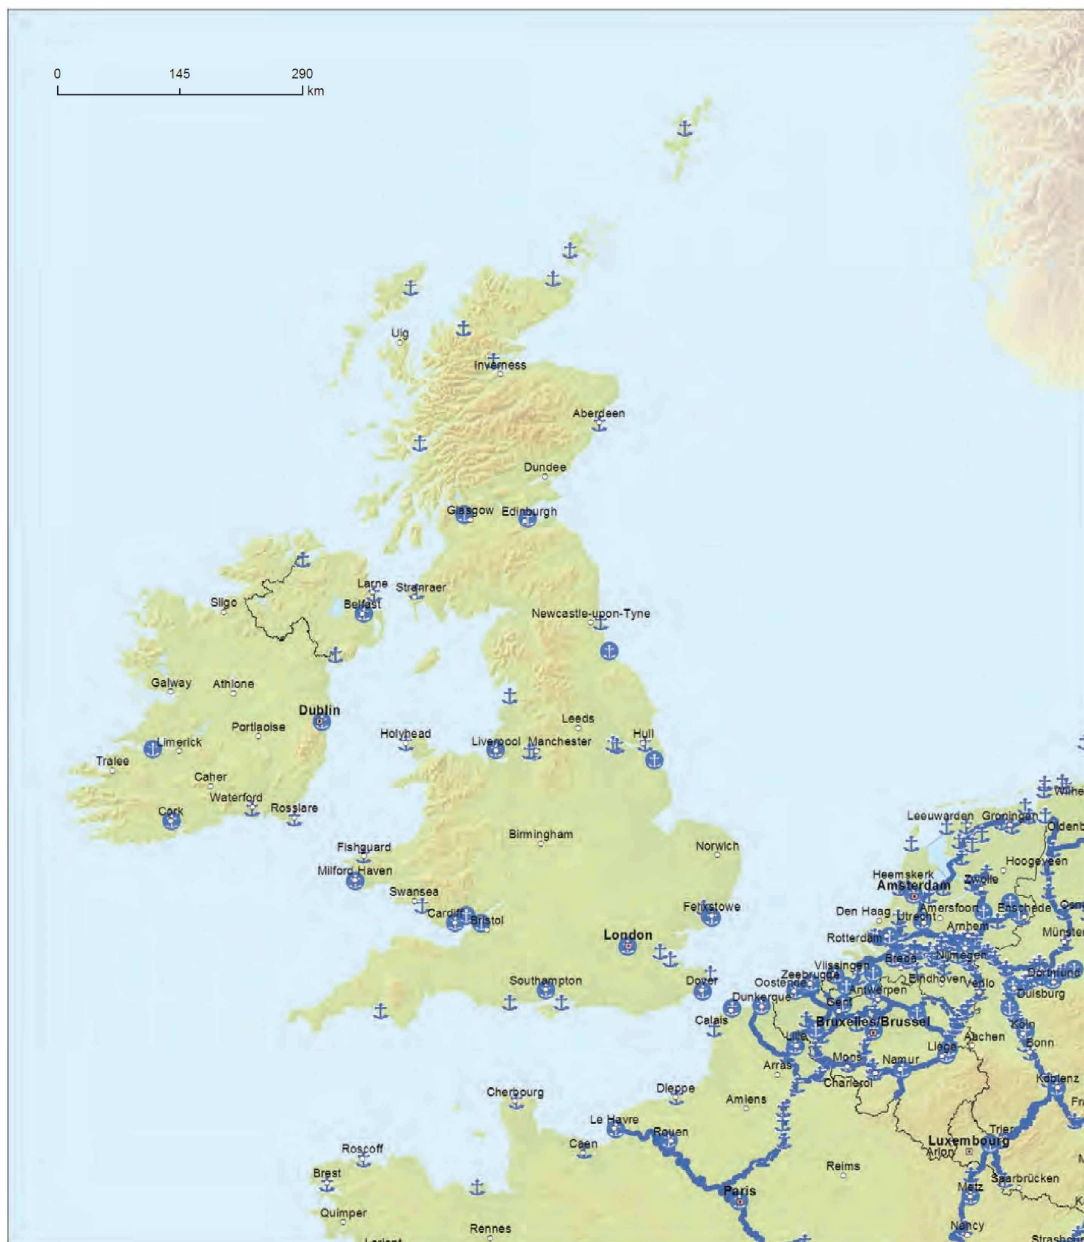 0 145 290
km
Uig
Inverness
Aberdeen
Dundee
Glasgow
Edinburgh
Larne
Stranraer
Sligo
Belfast
Newcastle-upon-Tyne
Galway
Athlone
Dublin
Portlaoise
Leeds
Holyhead
Liverpool
Manchester
Hull
Limerick
Tralee
Caher
Waterford
Rosslare
Cork
Birmingham
Norwich
Fishguard
Milford Haven
Swansea
Cardiff
Bristol
Felixstowe
London
Southampton
Dover
Calais
Dunkerque
Oostende
Zeebrugge
Vlissingen
Leeuwarden
Groningen
Hoogeveen
Heemskerk
Amsterdam
Zwolle
Den Haag
Utrecht
Amersfoort
Enschede
Arnhem
Rotterdam
Nijmegen
Breda
Eindhoven
Venlo
Dortmund
Duisburg
Antwerpen
Gent
Bruxelles/Brussel
Lille
Köln
Bonn
Aachen
Liège
Mons
Namur
Charleroi
Arras
Koblenz
Cherbourg
Dieppe
Amiens
Le Havre
Rouen
Caen
Trier
Luxembourg
Arlon
Roscoff
Brest
Reims
Saarbrücken
Paris
Metz
Quimper
Rennes
Nancy